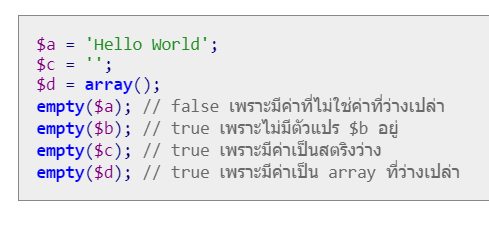 $a = 'Hello World';
$c = '';
$d = array();
empty($a); // false เพราะมีค่าที่ไม่ใช่ค่าที่ว่างเปล่า
empty($b); // true เพราะไม่มีตัวแปร $b อยู่
empty($c); // true เพราะมีค่าเป็นสตริงว่าง
empty($d); // true เพราะมีค่าเป็น array ที่ว่างเปล่า